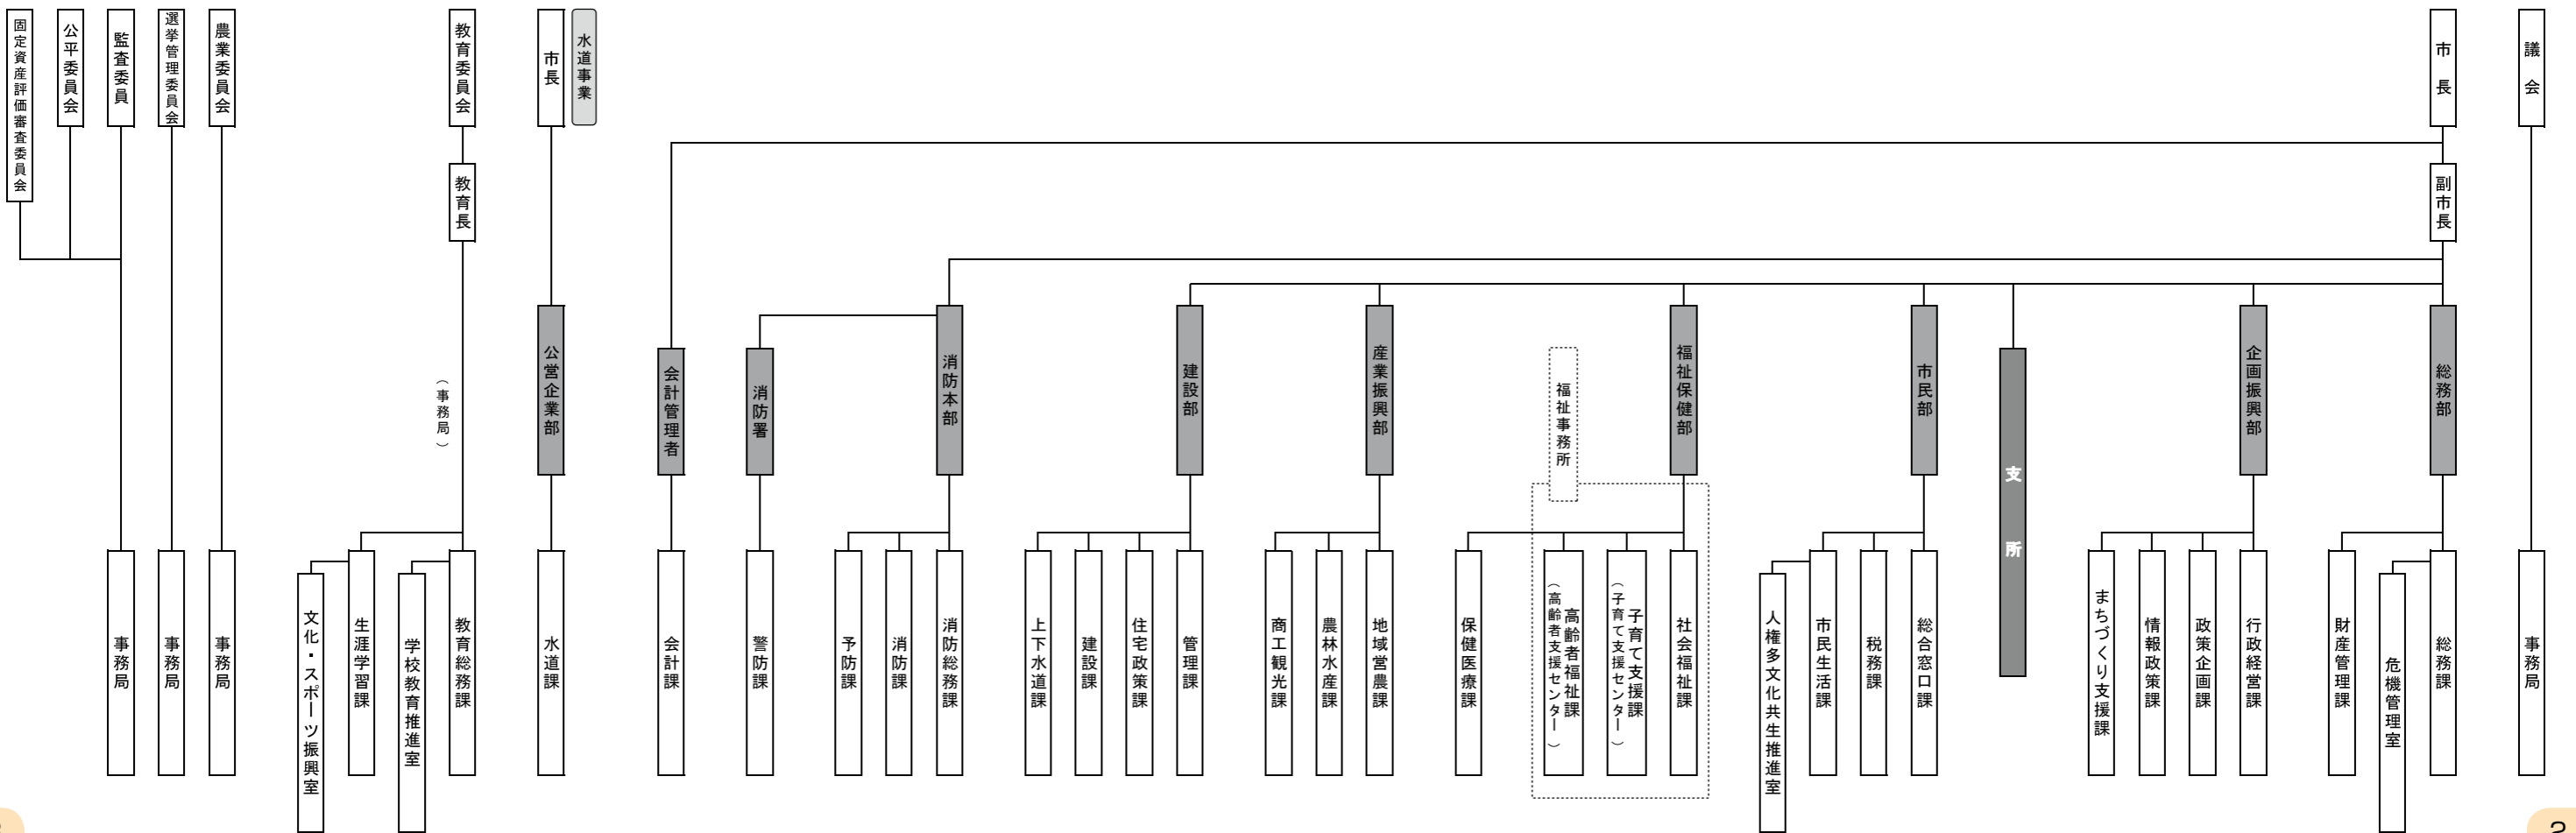 議会
事務局
市長
副市長
総務部
総務課
危機管理室
財産管理課
企画振興部
行政経営課
政策企画課
情報政策課
まちづくり支援課
支所
市民部
総合窓口課
税務課
市民生活課
人権多文化共生推進室
福祉保健部
福祉事務所
社会福祉課
子育て支援課
（子育て支援センター）
高齢者福祉課
（高齢者支援センター）
保健医療課
産業振興部
地域営農課
農林水産課
商工観光課
建設部
管理課
住宅政策課
建設課
上下水道課
消防本部
消防総務課
消防課
予防課
消防署
警防課
会計管理者
会計課
水道事業
市長
公営企業部
水道課
教育委員会
教育長
（事務局）
教育総務課
学校教育推進室
生涯学習課
文化・スポーツ振興室
農業委員会
事務局
選挙管理委員会
事務局
監査委員
事務局
公平委員会
固定資産評価審査委員会